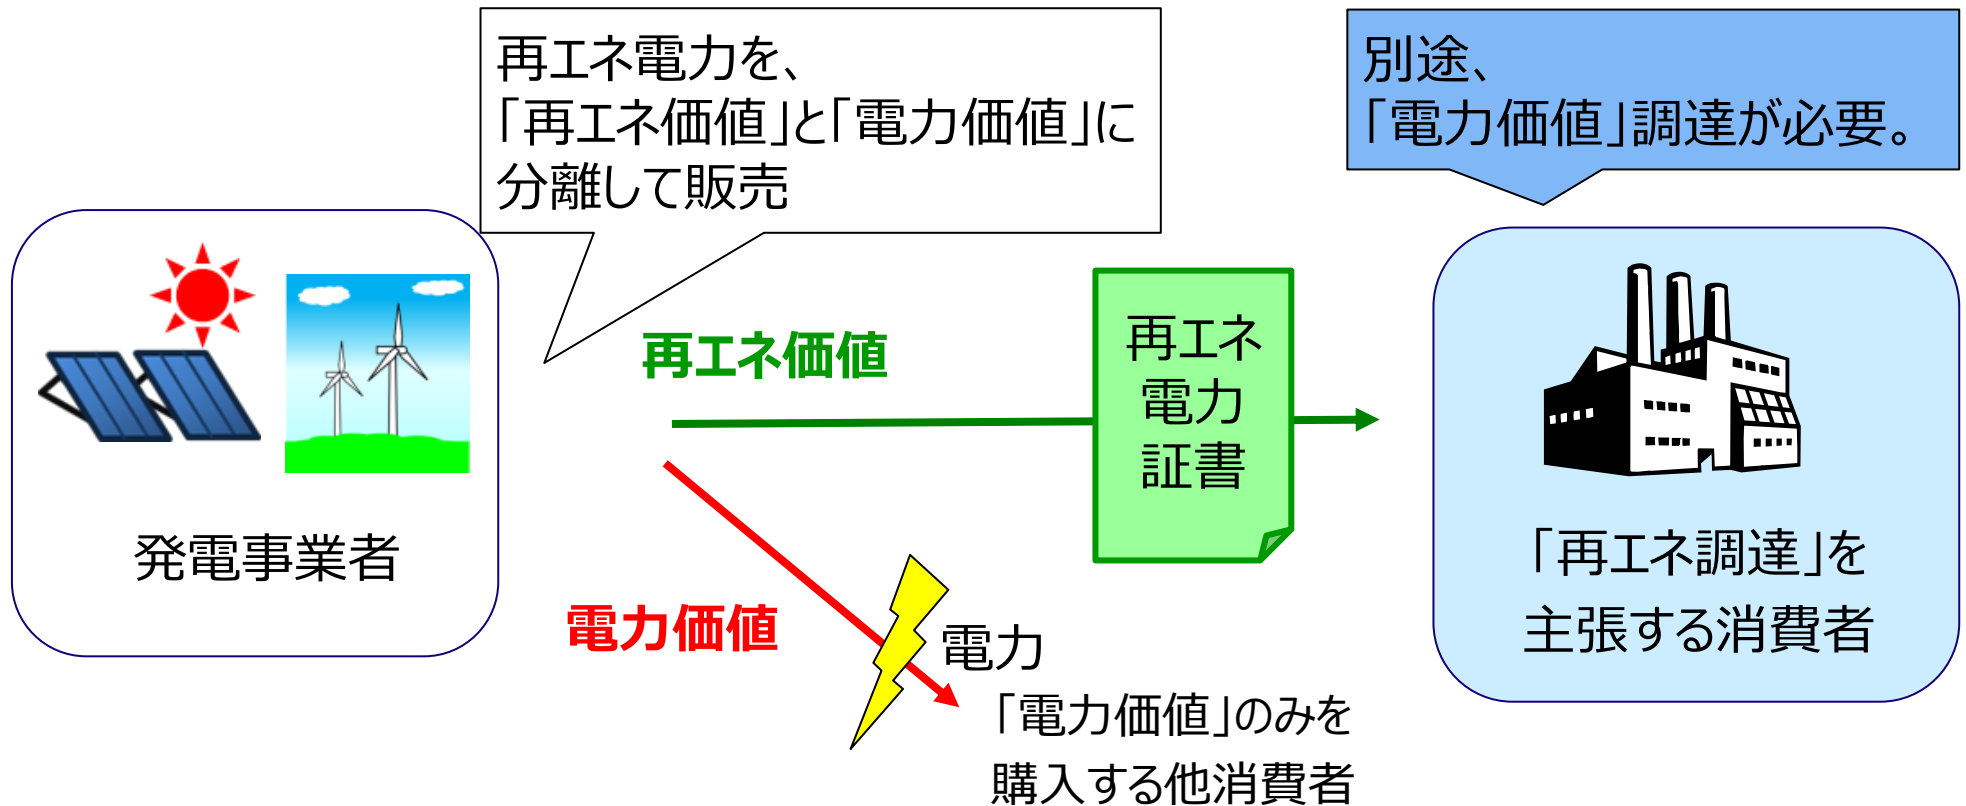 再エネ電力を、
「再エネ価値」と「電力価値」に
分離して販売
別途、
「電力価値」調達が必要。
再エネ価値
再エネ
電力
証書
発電事業者
電力価値
電力
「電力価値」のみを
購入する他消費者
「再エネ調達」を
主張する消費者